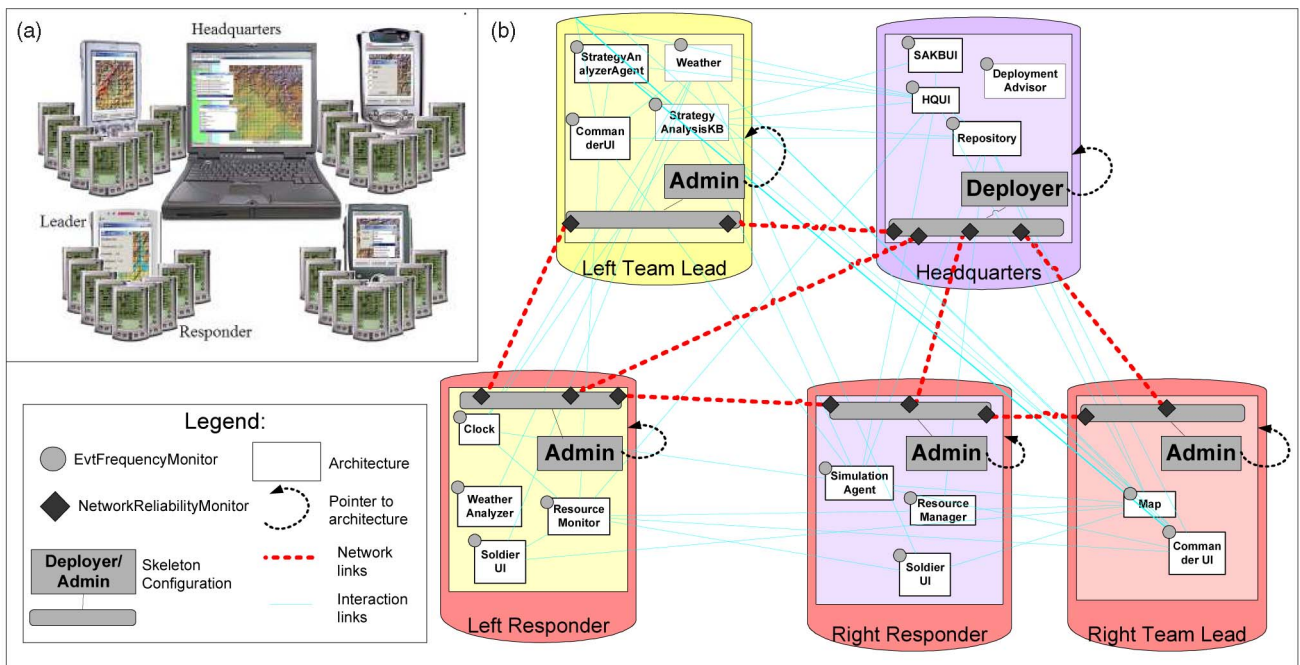 (a)
Headquarters
Leader
Responder
(b)
StrategyAn
alyzerAgent
Weather
Comman
derUI
Strategy
AnalysisKB
Admin
Left Team Lead
SAKBUI
HQUI
Deployment
Advisor
Repository
Deployer
Headquarters
Legend:
EvtFrequencyMonitor
Architecture
NetworkReliabilityMonitor
Pointer to
architecture
Deployer/
Admin
Skeleton
Configuration
Network
links
Interaction
links
Clock
Admin
Weather
Analyzer
Resource
Monitor
Soldier
UI
Left Responder
Admin
Simulation
Agent
Resource
Manager
Soldier
UI
Right Responder
Admin
Map
Comman
der UI
Right Team Lead